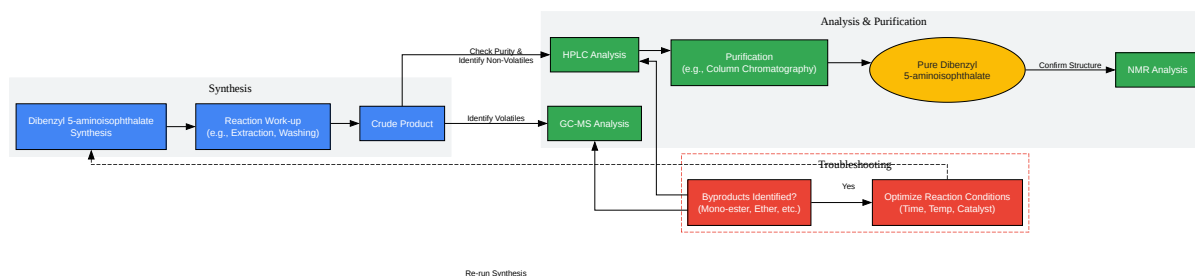 Analysis & Purification
Check Purity &
Identify Non-Volatiles
HPLC Analysis
Purification
(e.g., Column Chromatography)
Pure Dibenzyl
5-aminoisophthalate
Confirm Structure
NMR Analysis
Synthesis
Dibenzyl 5-aminoisophthalate
Synthesis
Reaction Work-up
(e.g., Extraction, Washing)
Crude Product
Identify Volatiles
GC-MS Analysis
Troubleshooting
Byproducts Identified?
(Mono-ester, Ether, etc.)
Yes
Optimize Reaction Conditions
(Time, Temp, Catalyst)
Re-run Synthesis